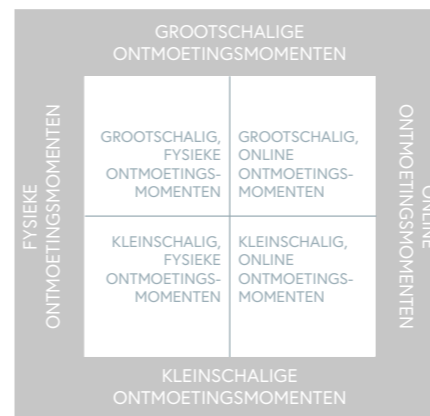 GROOTSCHALIGE
ONTMOETINGSMOMENTEN
FYSIEKE
ONTMOETINGSMOMENTEN
GROOTSCHALIG,
FYSIEKE
ONTMOETINGS-
MOMENTEN
GROOTSCHALIG,
ONLINE
ONTMOETINGS-
MOMENTEN
KLEINSCHALIG,
FYSIEKE
ONTMOETINGS-
MOMENTEN
KLEINSCHALIG,
ONLINE
ONTMOETINGS-
MOMENTEN
ONLINE
ONTMOETINGSMOMENTEN
KLEINSCHALIGE
ONTMOETINGSMOMENTEN